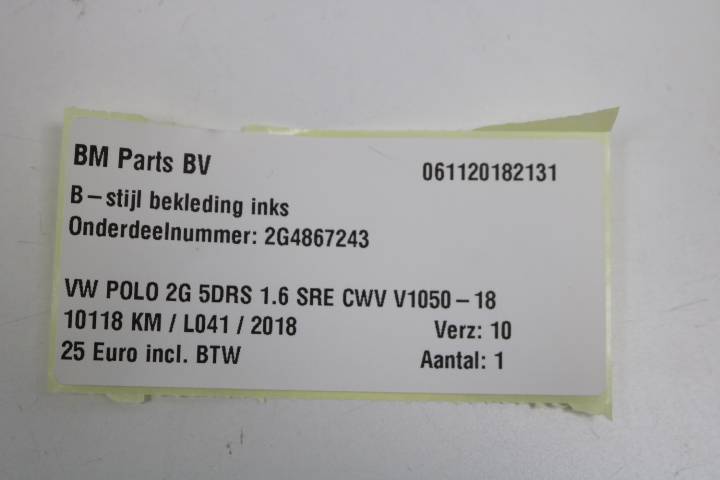 BM Parts BV 061120182131
B-stijl bekleding inks
Onderdeelnummer: 2G4867243
VW POLO 2G 5DRS 1.6 SRE CWV V1050-18
10118 KM / L041 / 2018 Verz: 10
25 Euro incl. BTW Aantal: 1